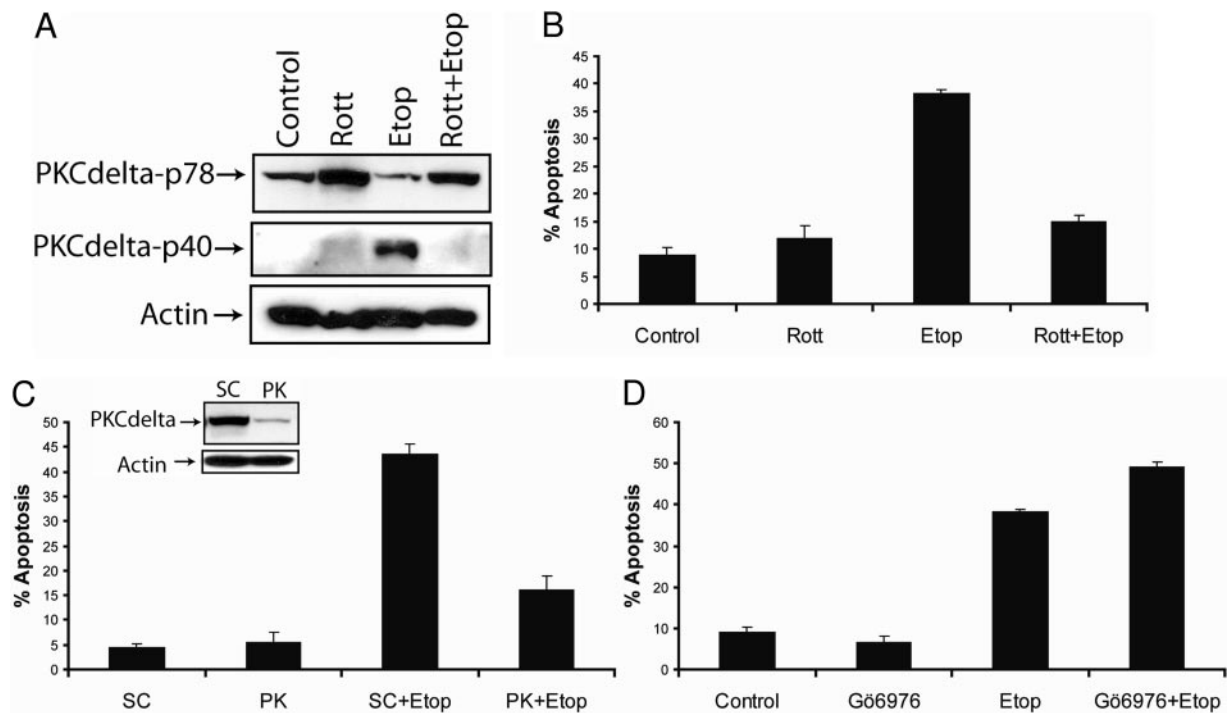 A
Control
Rott
Etop
Rott+Etop
PKCdelta-p78→
PKCdelta-p40→
Actin→
B
% Apoptosis
45
40
35
30
25
20
15
10
5
0
Control Rott Etop Rott+Etop
C
SC PK
PKCdelta→
Actin→
% Apoptosis
50
45
40
35
30
25
20
15
10
5
0
SC PK SC+Etop PK+Etop
D
% Apoptosis
60
50
40
30
20
10
0
Control Gö6976 Etop Gö6976+Etop